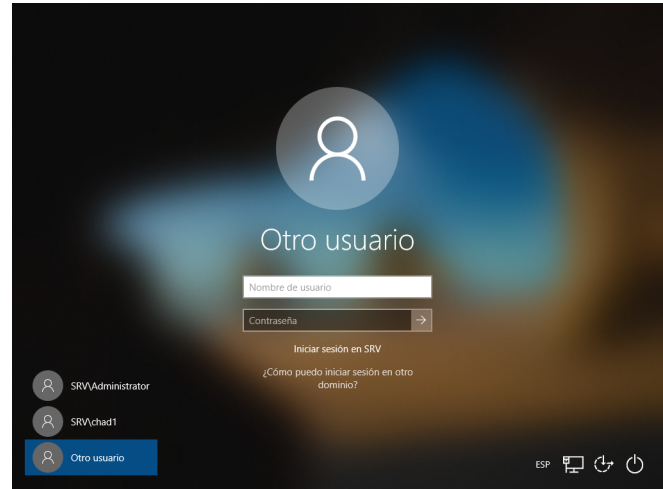 Otro usuario
Nombre de usuario
Contraseña
Iniciar sesión en SRV
¿Cómo puedo iniciar sesión en otro
dominio?
SRV\Administrator
SRV\chad1
Otro usuario
ESP